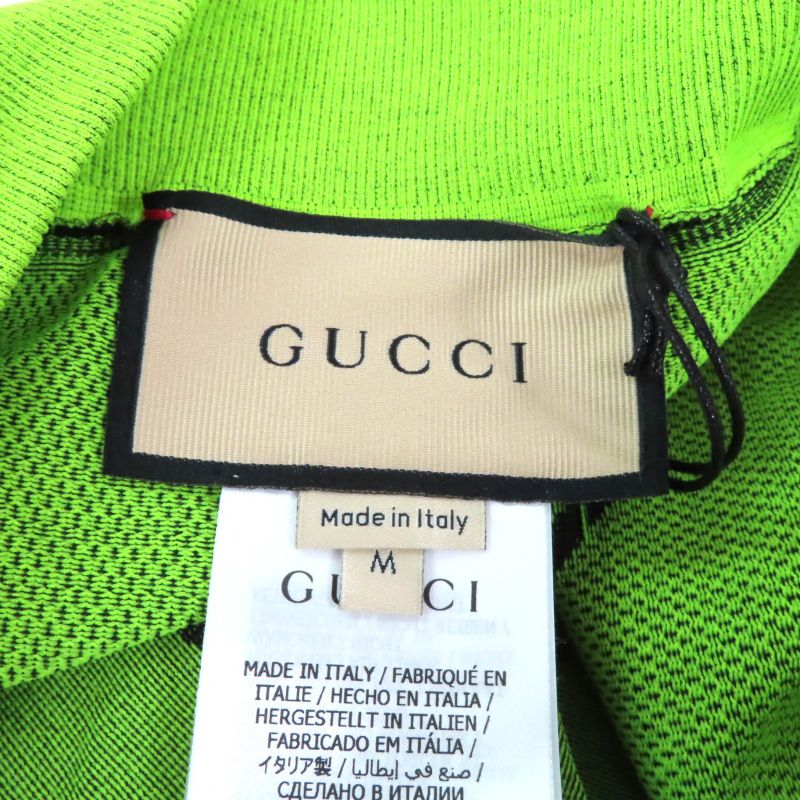 GUCCI
Made in Italy
M
GUCCI
MADE IN ITALY / FABRIQUÉ EN
ITALIE / HECHO EN ITALIA /
HERGESTELLT IN ITALIEN /
FABRICADO EM ITÁLIA /
イタリア製 / صنع في إيطاليا /
СДЕЛАНО В ИТАЛИИ